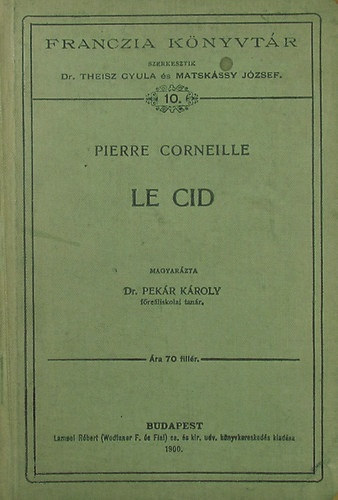 FRANCZIA KÖNYVTÁR
SZERKESZTIK
Dr. THEISZ GYULA és MATSKÁSSY JÓZSEF.
10.
PIERRE CORNEILLE
LE CID
MAGYARÁZTA
Dr. PEKÁR KÁROLY
főreáliskolai tanár.
Ára 70 fillér.
BUDAPEST
Lampel Róbert (Wodianer F. és Fiai) cs. és kir. udv. könyvkereskedés kiadása
1900.